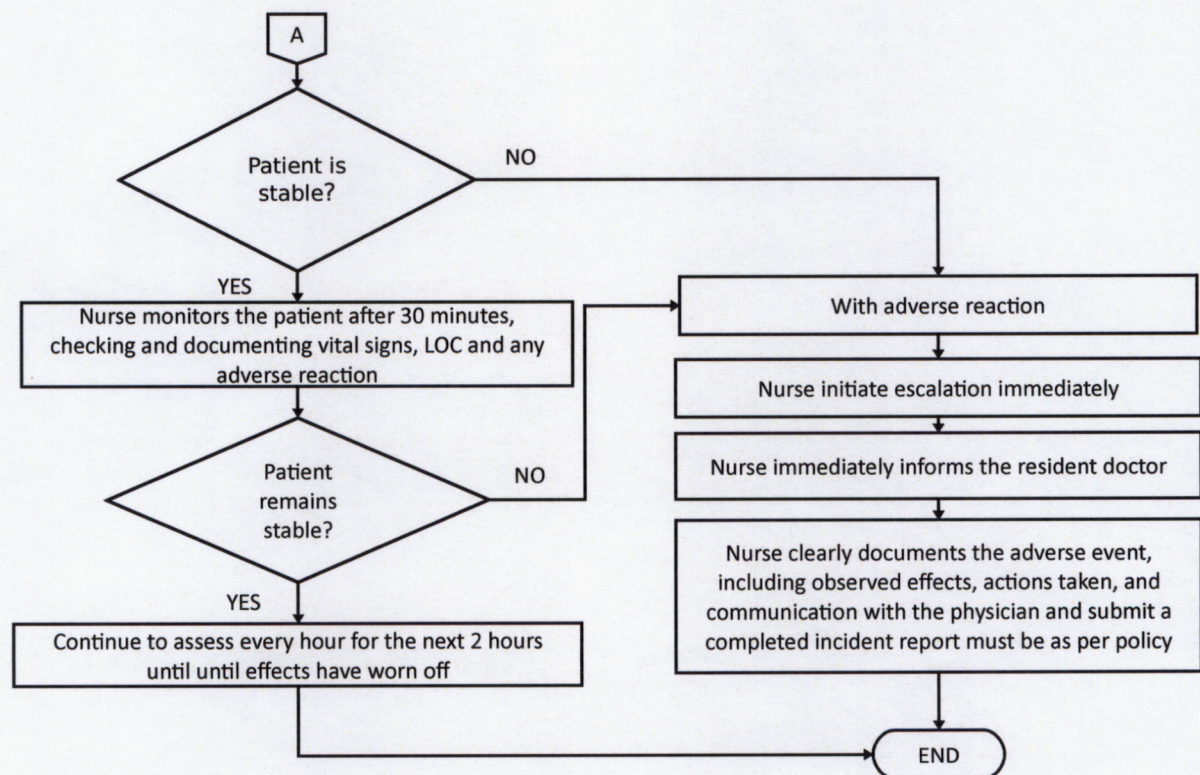 A
Patient is
stable?
NO
YES
Nurse monitors the patient after 30 minutes,
checking and documenting vital signs, LOC and any
adverse reaction
With adverse reaction
Nurse initiate escalation immediately
Nurse immediately informs the resident doctor
Patient
remains
stable?
NO
Nurse clearly documents the adverse event,
including observed effects, actions taken, and
communication with the physician and submit a
completed incident report must be as per policy
YES
Continue to assess every hour for the next 2 hours
until until effects have worn off
END